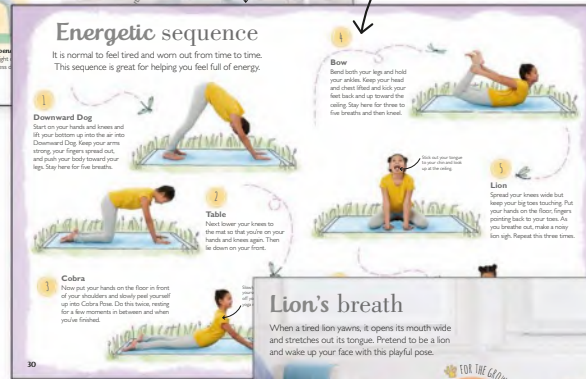 Energetic sequence
It is normal to feel tired and worn out from time to time.
This sequence is great for helping you feel full of energy.
1
Downward Dog
Start on your hands and knees and
lift your bottom up into the air into
Downward Dog. Keep your arms
strong, your fingers spread out,
and push your body toward your
legs. Stay here for five breaths.
2
Table
Next lower your knees to
the mat so that you're on your
hands and knees again. Then
lie down on your front.
3
Cobra
Now put your hands on the floor in front
of your shoulders and slowly peel yourself
up into Cobra Pose. Do this twice, resting
for a few moments in between and when
you've finished.
30
4
Bow
Bend both your legs and hold
your ankles. Keep your head
and chest lifted and kick your
feet back and up toward the
ceiling. Stay here for three to
five breaths and then kneel.
Stick out your tongue
to your chin and look
up at the ceiling.
5
Lion
Spread your knees wide but
keep your big toes touching. Put
your hands on the floor, fingers
pointing back to your toes. As
you breathe out, make a noisy
lion sigh. Repeat this three times.
Lion's breath
When a tired lion yawns, it opens its mouth wide
and stretches out its tongue. Pretend to be a lion
and wake up your face with this playful pose.
FOR THE